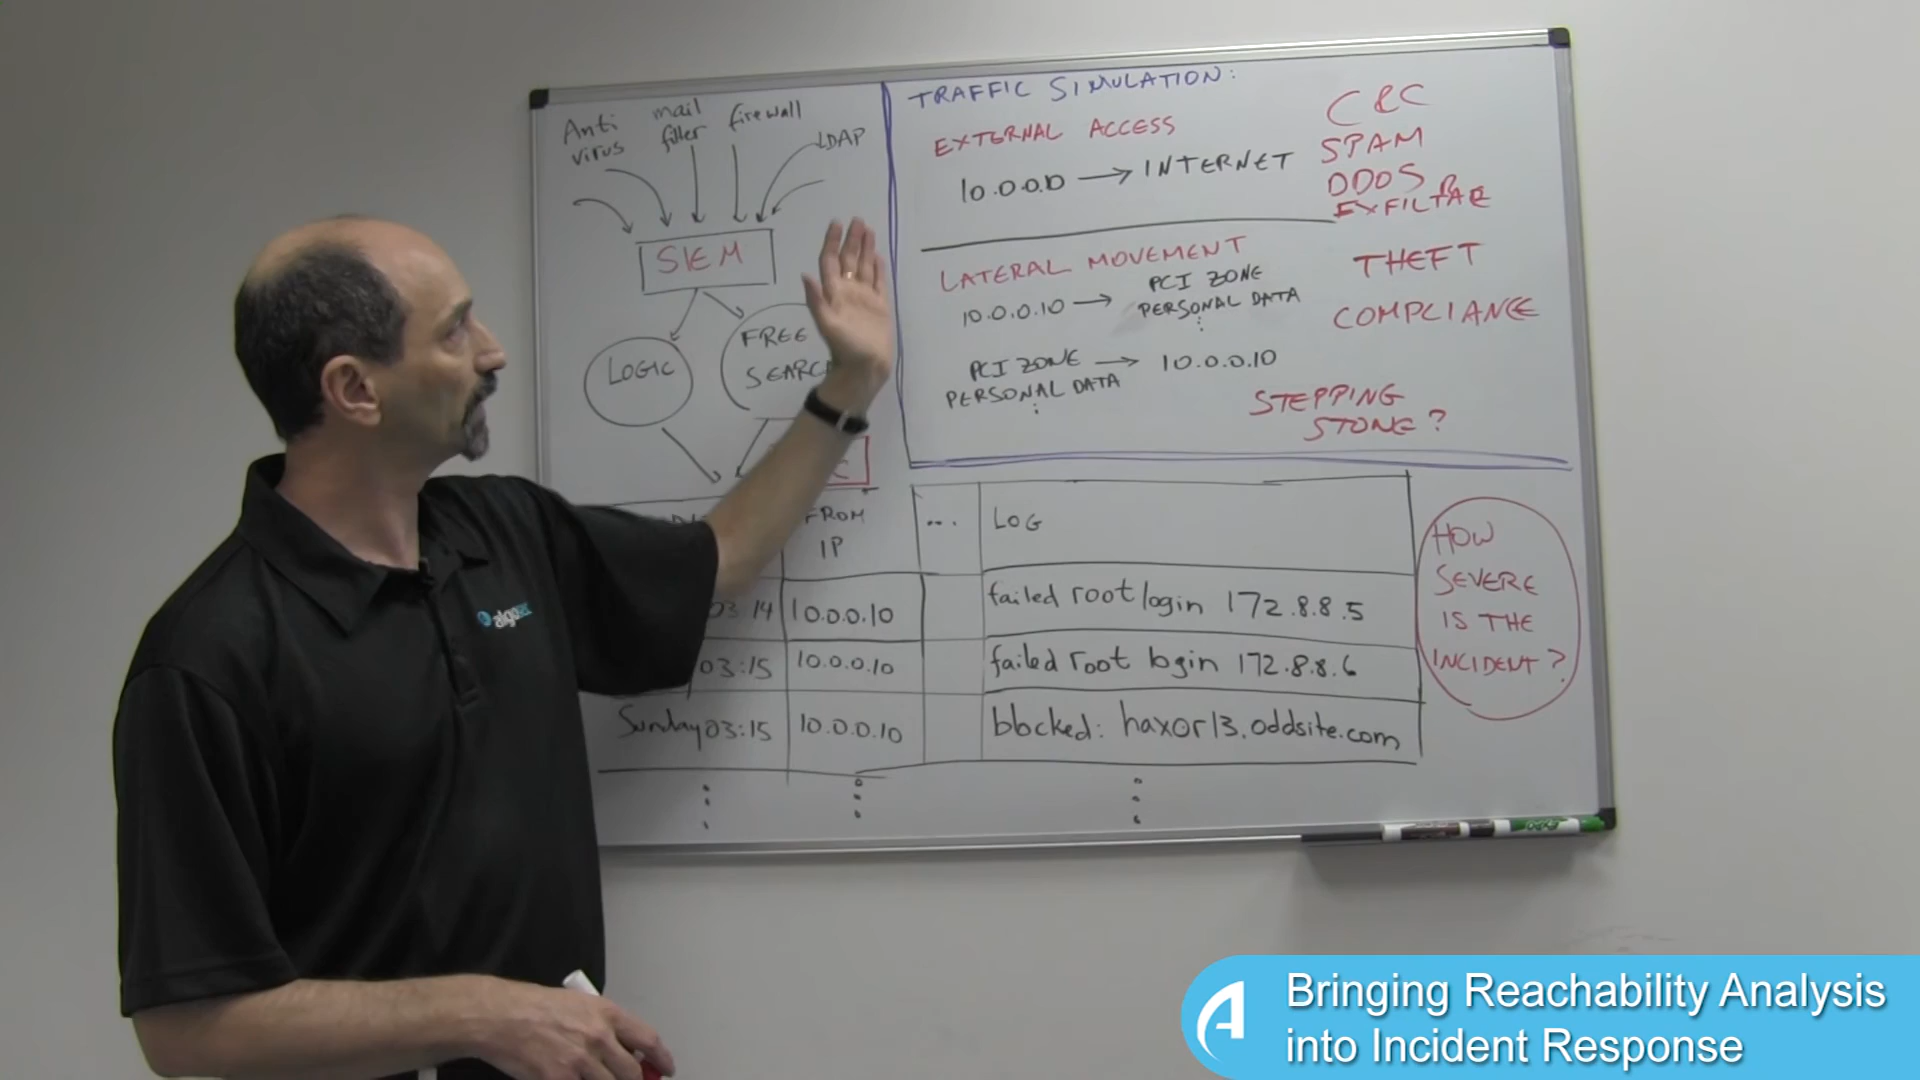 Anti
virus
mail
filler
firewall
LDAP
SIEM
LOGIC
FREE
FROM
IP
03:14 10.0.0.10
03:15 10.0.0.10
Sunday 03:15 10.0.0.10
TRAFFIC SIMULATION:
EXTERNAL ACCESS
10.0.0.10 → INTERNET
C&C
SPAM
DDOS
LATERAL MOVEMENT
10.0.0.10 → PCI ZONE
PERSONAL DATA
PCI ZONE → 10.0.0.10
PERSONAL DATA
THEFT
COMPLIANCE
STEPPING
STONE?
... LOG
failed root login 172.8.8.5
failed root login 172.8.8.6
blocked: haxor13.oddsite.com
HOW
SEVERE
IS THE
INCIDENT?
Bringing Reachability Analysis
into Incident Response